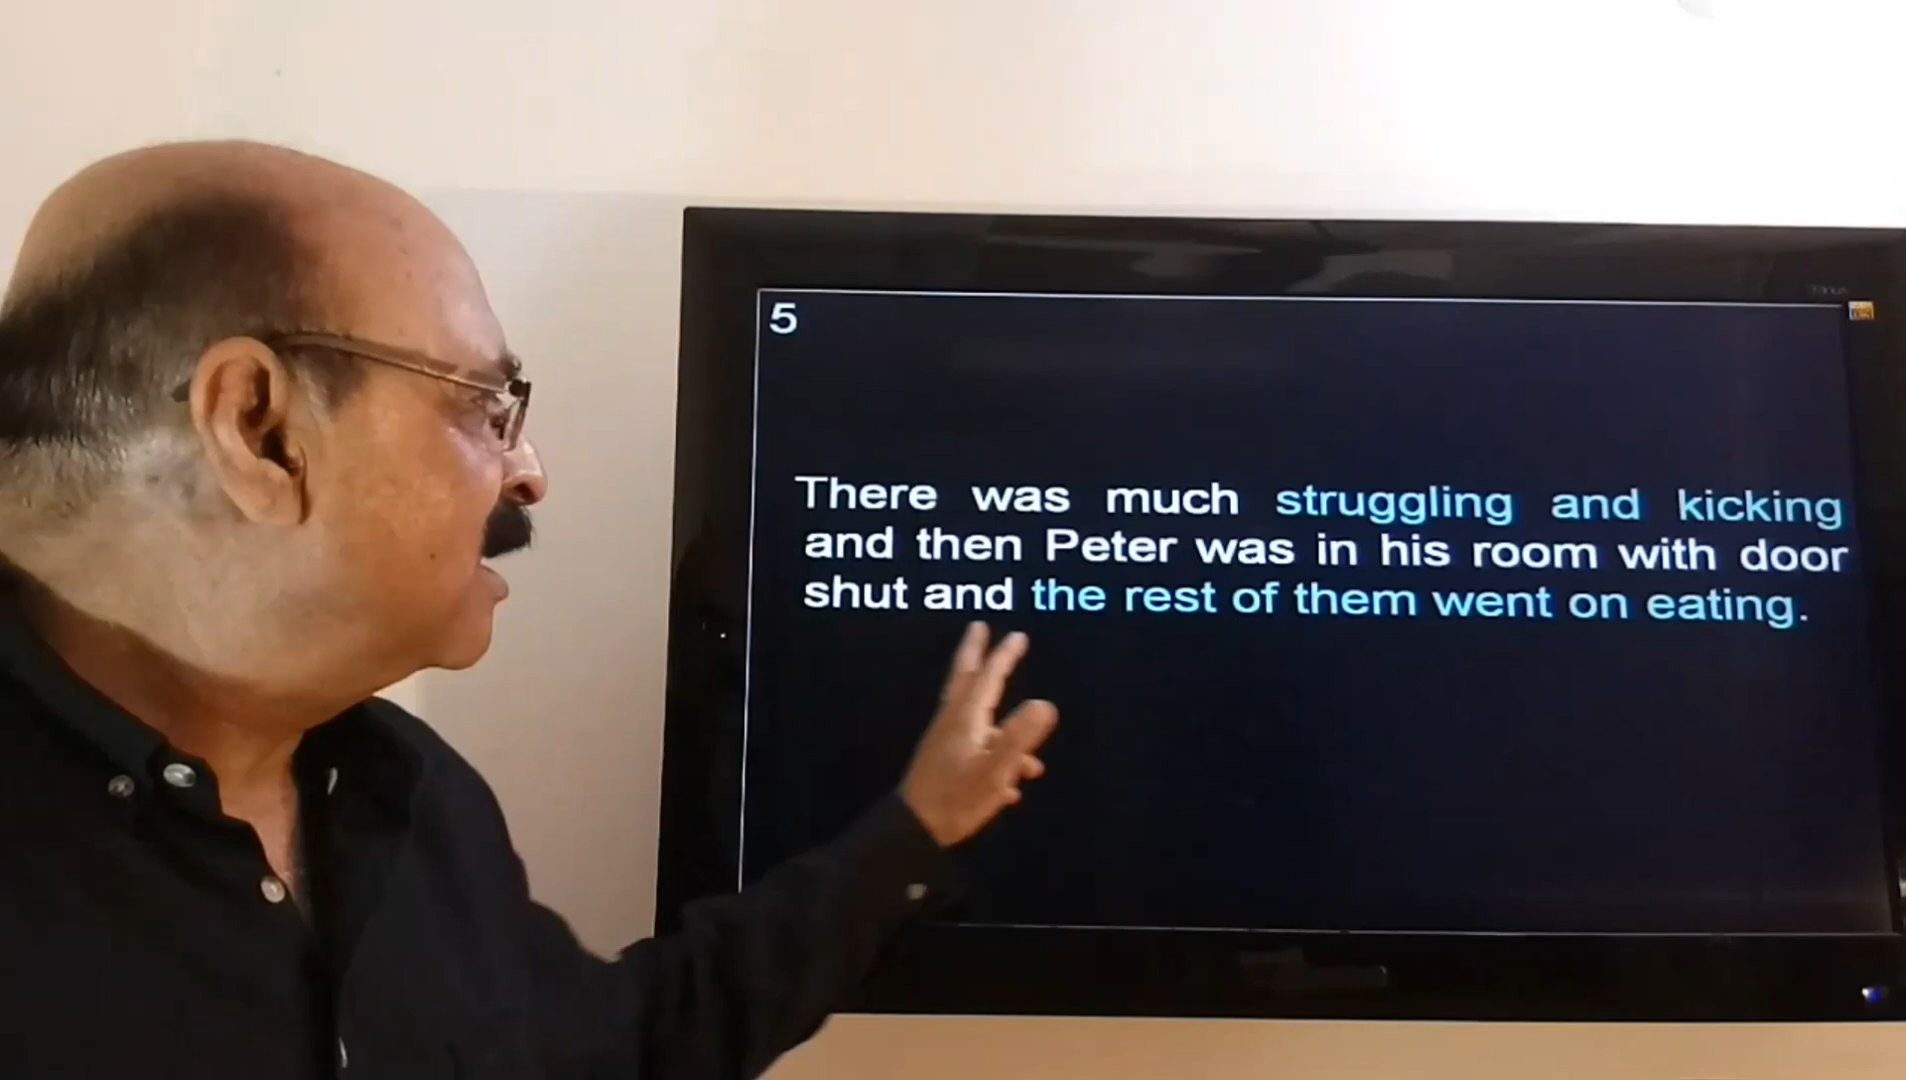 5
There was much struggling and kicking
and then Peter was in his room with door
shut and the rest of them went on eating.